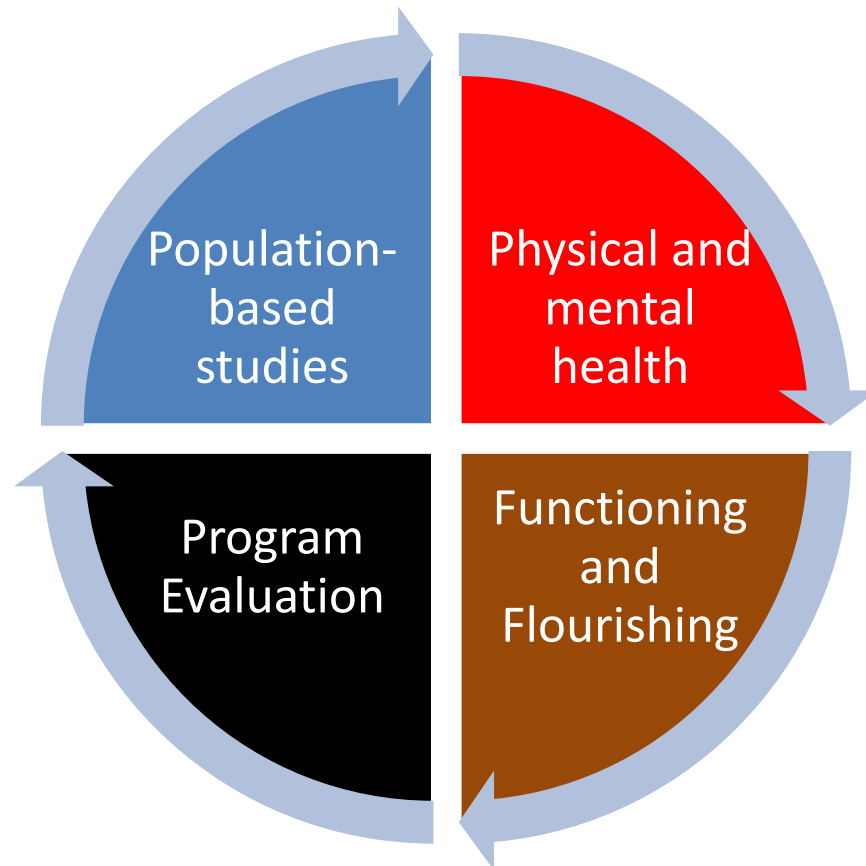 Population-
based
studies
Physical and
mental
health
Program
Evaluation
Functioning
and
Flourishing